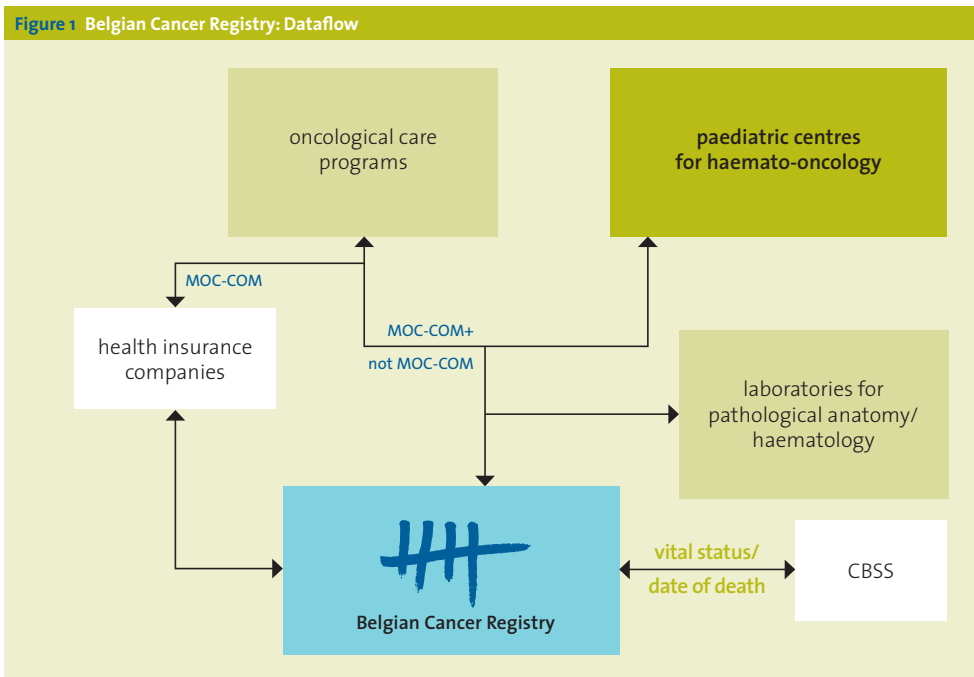 Figure 1 Belgian Cancer Registry: Dataflow
oncological care
programs
paediatric centres
for haemato-oncology
MOC-COM
health insurance
companies
MOC-COM+
not MOC-COM
laboratories for
pathological anatomy/
haematology
Belgian Cancer Registry
vital status/
date of death
CBSS